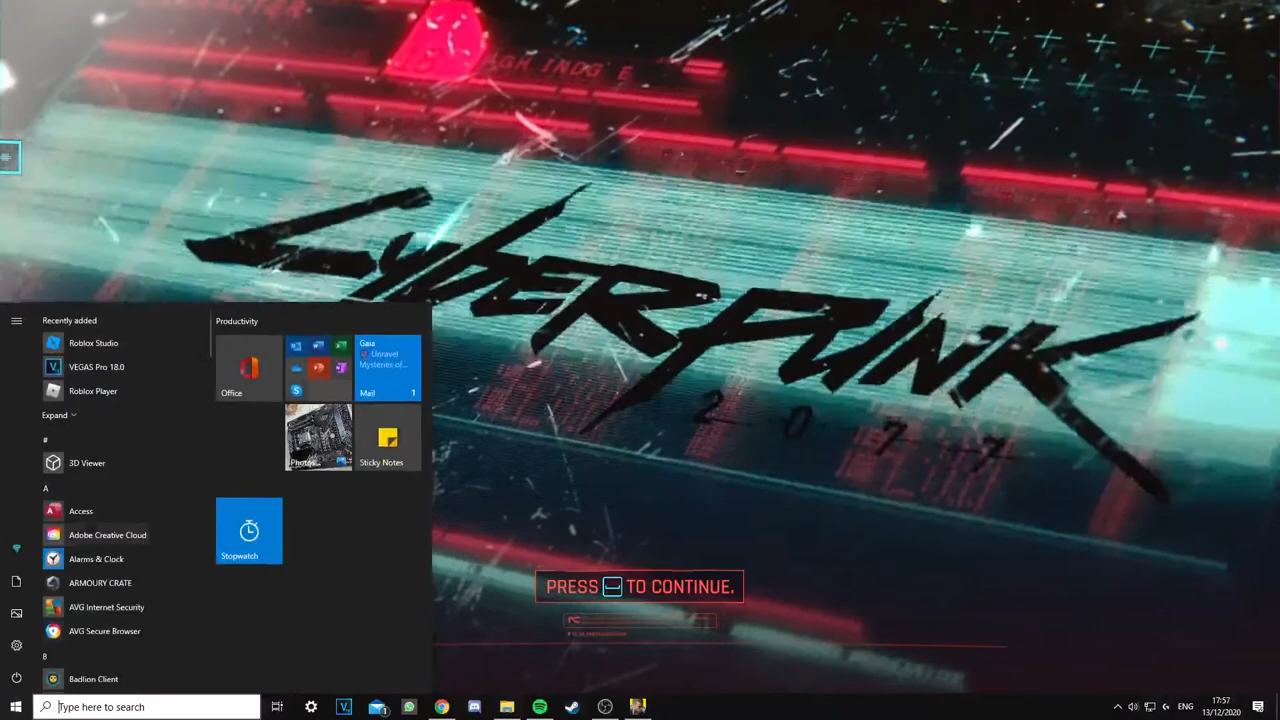 CYBERPUNK
2077
PRESS TO CONTINUE.
Recently added
Roblox Studio
VEGAS Pro 18.0
Roblox Player
Expand
#
3D Viewer
A
Access
Adobe Creative Cloud
Alarms & Clock
ARMOURY CRATE
AVG Internet Security
AVG Secure Browser
B
Badlion Client
Productivity
Office
Gaia
Unravel
Mysteries of...
Mail 1
Photos
Sticky Notes
Stopwatch
Type here to search
ENG
17:57
13/12/2020